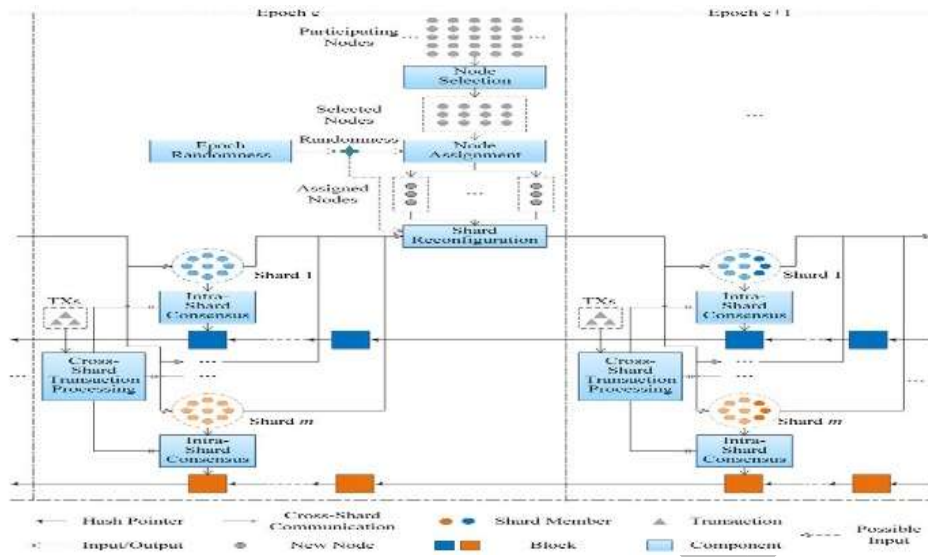 Epoch e
Epoch e+1
Participating
Nodes
Node
Selection
Selected
Nodes
Epoch
Randomness
Randomness
Node
Assignment
Assigned
Nodes
Shard
Reconfiguration
Shard 1
Shard 1
TXs
Intra-
Shard
Consensus
TXs
Intra-
Shard
Consensus
Cross-
Shard
Transaction
Processing
Cross-
Shard
Transaction
Processing
Shard m
Shard m
Intra-
Shard
Consensus
Intra-
Shard
Consensus
Hash Pointer
Cross-Shard
Communication
Shard Member
Transaction
Possible
Input
Input/Output
New Node
Block
Component